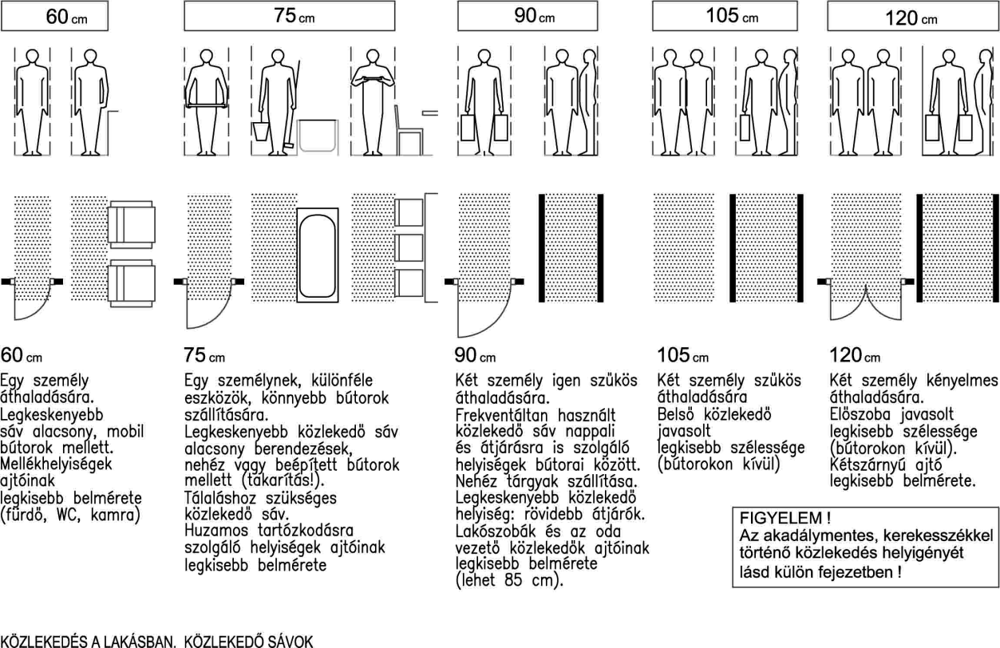 60 cm
75 cm
90 cm
105 cm
120 cm
60 cm
Egy személy
áthaladására.
Legkeskenyebb
sáv alacsony, mobil
bútorok mellett.
Mellékhelyiségek
ajtóinak
legkisebb belmérete
(fürdő, WC, kamra)
75 cm
Egy személynek, különféle
eszközök, könnyebb bútorok
szállítására.
Legkeskenyebb közlekedő sáv
alacsony berendezések,
nehéz vagy beépített bútorok
mellett (takarítás!).
Tálaláshoz szükséges
közlekedő sáv.
Huzamos tartózkodásra
szolgáló helyiségek ajtóinak
legkisebb belmérete
90 cm
Két személy igen szűkös
áthaladására.
Frekventáltan használt
közlekedő sáv nappali
és átjárásra is szolgáló
helyiségek bútorai között.
Nehéz tárgyak szállítása.
Legkeskenyebb közlekedő
helyiség: rövidebb átjárók.
Lakószobák és az oda
vezető közlekedők ajtóinak
legkisebb belmérete
(lehet 85 cm).
105 cm
Két személy szűkös
áthaladására
Belső közlekedő
javasolt
legkisebb szélessége
(bútorokon kívül)
120 cm
Két személy kényelmes
áthaladására.
Előszoba javasolt
legkisebb szélessége
(bútorokon kívül).
Kétszárnyú ajtó
legkisebb belmérete.
FIGYELEM !
Az akadálymentes, kerekesszékkel
történő közlekedés helyigényét
lásd külön fejezetben !
KÖZLEKEDÉS A LAKÁSBAN, KÖZLEKEDŐ SÁVOK